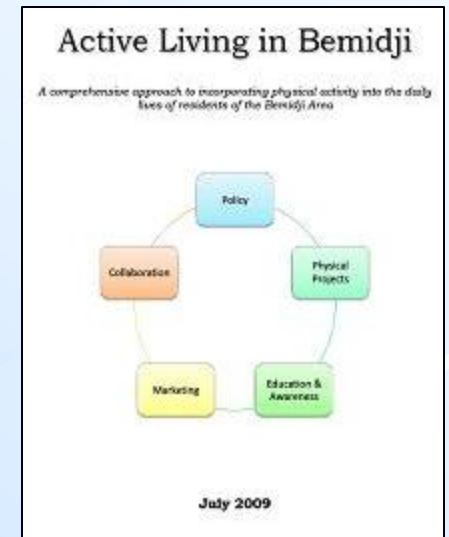 Active Living in Bemidji
A comprehensive approach to incorporating physical activity into the daily
lives of residents of the Bemidji Area
Policy
Physical
Projects
Education &
Awareness
Marketing
Collaboration
July 2009